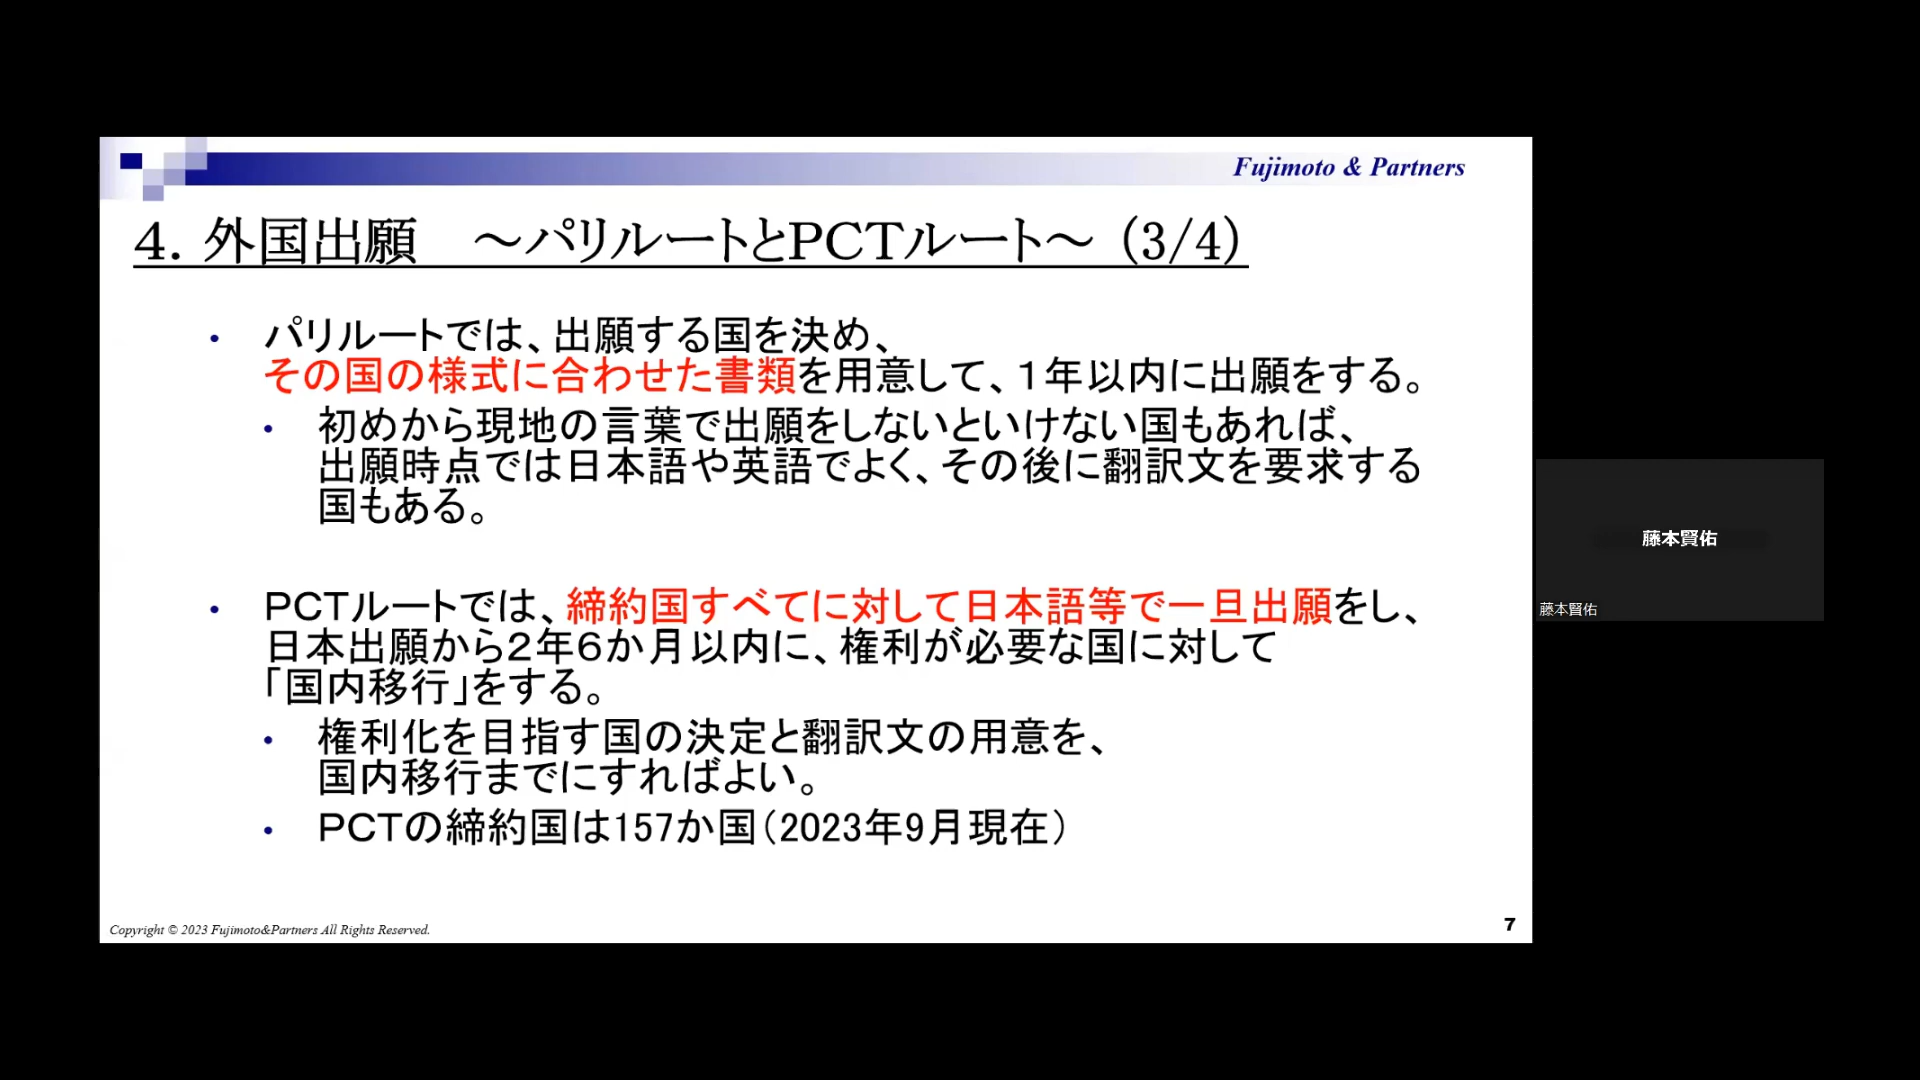 Fujimoto & Partners
4. 外国出願　～パリルートとPCTルート～（3/4）
• パリルートでは、出願する国を決め、
その国の様式に合わせた書類を用意して、１年以内に出願をする。
• 初めから現地の言葉で出願をしないといけない国もあれば、
出願時点では日本語や英語でよく、その後に翻訳文を要求する
国もある。
• PCTルートでは、締約国すべてに対して日本語等で一旦出願をし、
日本出願から２年６か月以内に、権利が必要な国に対して
「国内移行」をする。
• 権利化を目指す国の決定と翻訳文の用意を、
国内移行までにすればよい。
• PCTの締約国は157か国（2023年9月現在）
Copyright © 2023 Fujimoto&Partners All Rights Reserved.
7
藤本賢佑
藤本賢佑